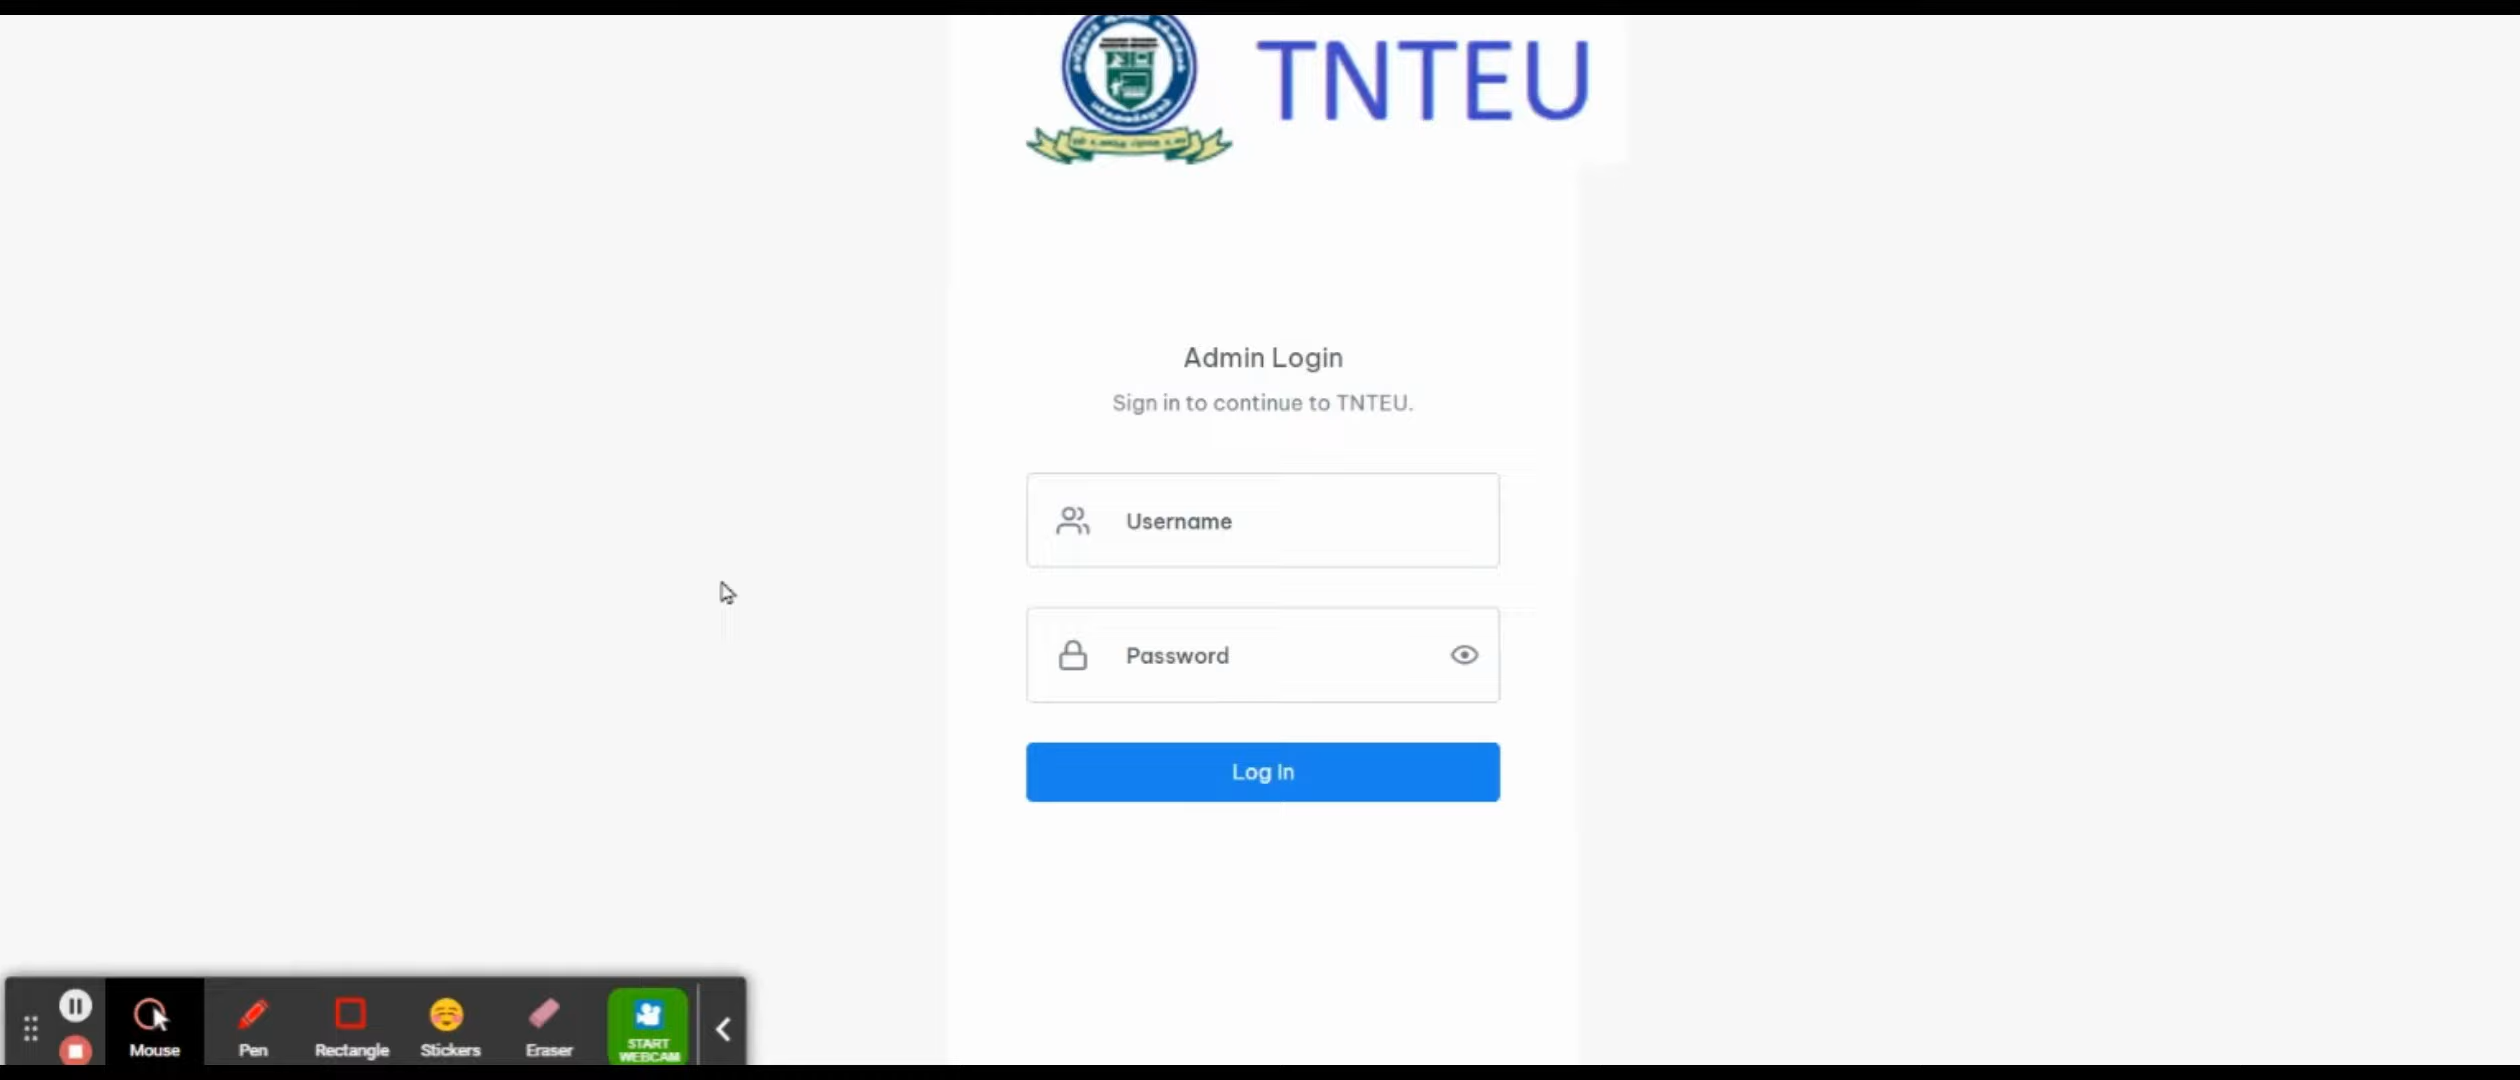 TNTEU
Admin Login
Sign in to continue to TNTEU.
Username
Password
Log In
Mouse
Pen
Rectangle
Stickers
Eraser
START
WEBCAM